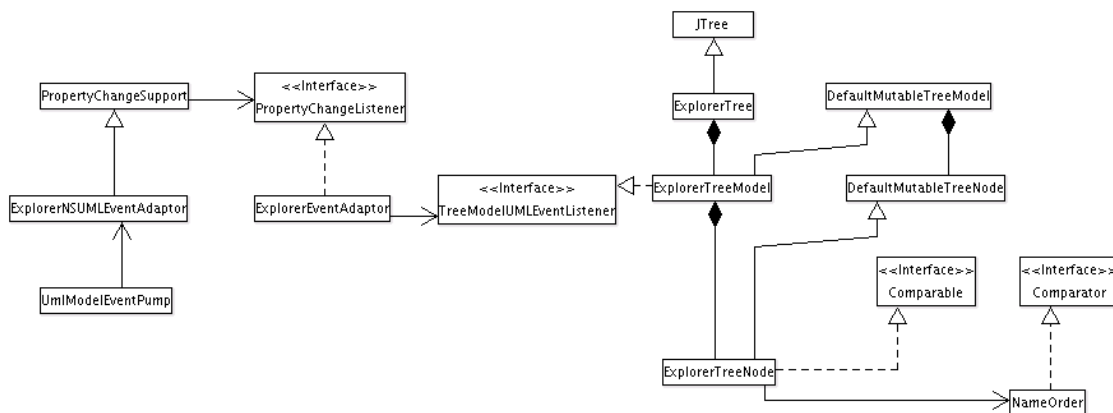 JTree
PropertyChangeSupport
<<Interface>>
PropertyChangeListener
ExplorerTree
DefaultMutableTreeModel
ExplorerNSUMLEventAdaptor
ExplorerEventAdaptor
<<Interface>>
TreeModelUMLEventListener
ExplorerTreeModel
DefaultMutableTreeNode
UmlModelEventPump
<<Interface>>
Comparable
<<Interface>>
Comparator
ExplorerTreeNode
NameOrder